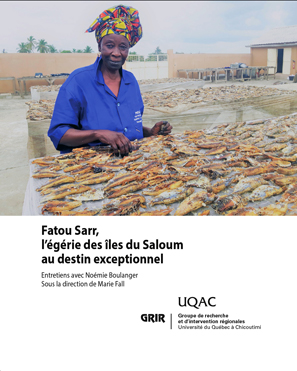 Fatou Sarr,
l'égérie des îles du Saloum
au destin exceptionnel
Entretiens avec Noémie Boulanger
Sous la direction de Marie Fall
UQAC
GRIR
Groupe de recherche
et d'intervention régionales
Université du Québec à Chicoutimi